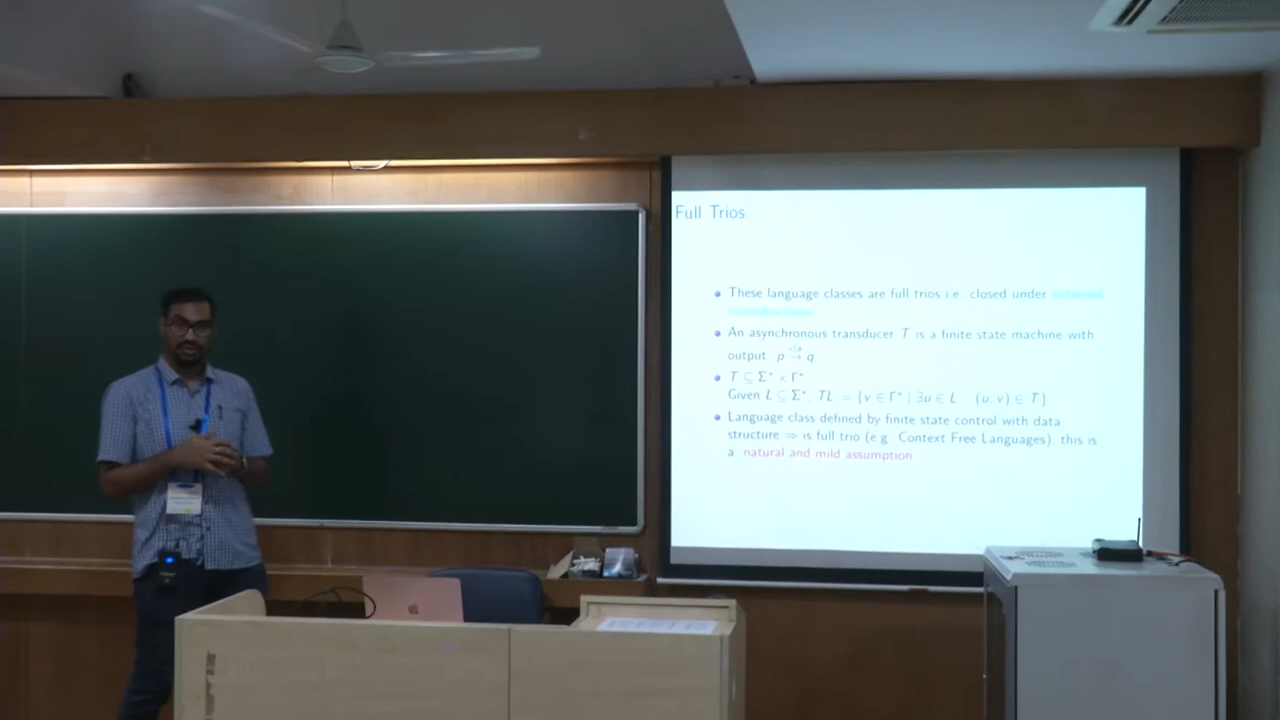 Full Trios
These language classes are full trios i.e. closed under
An asynchronous transducer T is a finite state machine with
output p → q
T ⊆ Σ* × Γ*
Given L ⊆ Σ*, TL = {v ∈ Γ* | ∃u ∈ L (u, v) ∈ T}
Language class defined by finite state control with data
structure ⇒ is full trio (e.g. Context Free Languages), this is
a natural and mild assumption